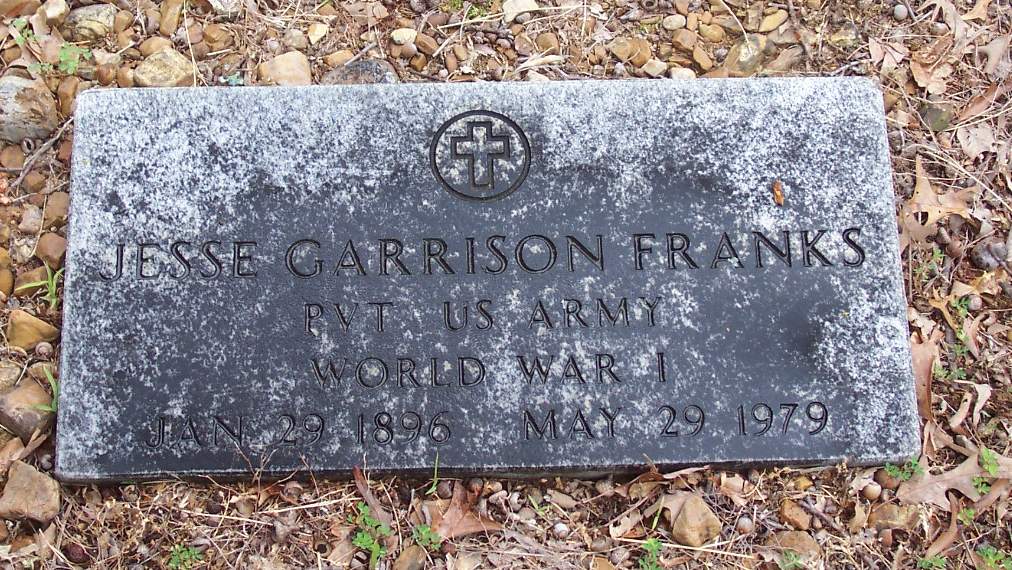 JESSE GARRISON FRANKS
PVT US ARMY
WORLD WAR I
JAN 29 1896 MAY 29 1979